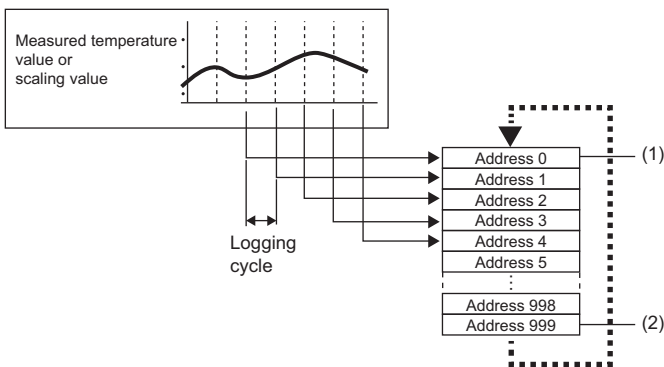 Measured temperature
value or
scaling value
Logging
cycle
Address 0
Address 1
Address 2
Address 3
Address 4
Address 5
Address 998
Address 999
(1)
(2)